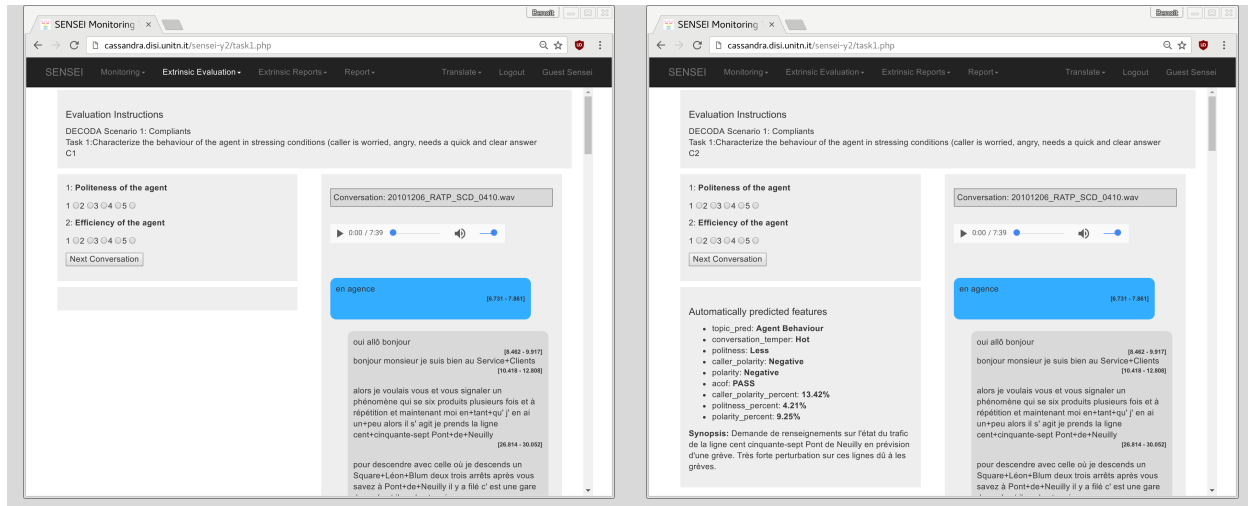 Benoit
SENSEI Monitoring ×
cassandra.disi.unitn.it/sensei-y2/task1.php
SENSEI Monitoring Extrinsic Evaluation Extrinsic Reports Report Translate Logout Guest Sensei
Evaluation Instructions
DECODA Scenario 1: Compliants
Task 1:Characterize the behaviour of the agent in stressing conditions (caller is worried, angry, needs a quick and clear answer
C1
1: Politeness of the agent
1 2 3 4 5
2: Efficiency of the agent
1 2 3 4 5
Next Conversation
Conversation: 20101206_RATP_SCD_0410.wav
0:00 / 7:39
en agence
[6.731 - 7.861]
oui allô bonjour
[8.462 - 9.917]
bonjour monsieur je suis bien au Service+Clients
[10.418 - 12.808]
alors je voulais vous et vous signaler un
phénomène qui se six produits plusieurs fois et à
répétition et maintenant moi en+tant+qu' j' en ai
un+peu alors il s' agit je prends la ligne
cent+cinquante-sept Pont+de+Neuilly
[26.814 - 30.052]
pour descendre avec celle où je descends un
Square+Léon+Blum deux trois arrêts après vous
savez à Pont+de+Neuilly il y a filé c' est une gare
Benoit
SENSEI Monitoring ×
cassandra.disi.unitn.it/sensei-y2/task1.php
SENSEI Monitoring Extrinsic Evaluation Extrinsic Reports Report Translate Logout Guest Sensei
Evaluation Instructions
DECODA Scenario 1: Compliants
Task 1:Characterize the behaviour of the agent in stressing conditions (caller is worried, angry, needs a quick and clear answer
C2
1: Politeness of the agent
1 2 3 4 5
2: Efficiency of the agent
1 2 3 4 5
Next Conversation
Automatically predicted features
topic_pred: Agent Behaviour
conversation_temper: Hot
politness: Less
caller_polarity: Negative
polarity: Negative
acof: PASS
caller_polarity_percent: 13.42%
politness_percent: 4.21%
polarity_percent: 9.25%
Synopsis: Demande de renseignements sur l'état du trafic
de la ligne cent cinquante-sept Pont de Neuilly en prévision
d'une grève. Très forte perturbation sur ces lignes dû à les
grèves.
Conversation: 20101206_RATP_SCD_0410.wav
0:00 / 7:39
en agence
[6.731 - 7.861]
oui allô bonjour
[8.462 - 9.917]
bonjour monsieur je suis bien au Service+Clients
[10.418 - 12.808]
alors je voulais vous et vous signaler un
phénomène qui se six produits plusieurs fois et à
répétition et maintenant moi en+tant+qu' j' en ai
un+peu alors il s' agit je prends la ligne
cent+cinquante-sept Pont+de+Neuilly
[26.814 - 30.052]
pour descendre avec celle où je descends un
Square+Léon+Blum deux trois arrêts après vous
savez à Pont+de+Neuilly il y a filé c' est une gare